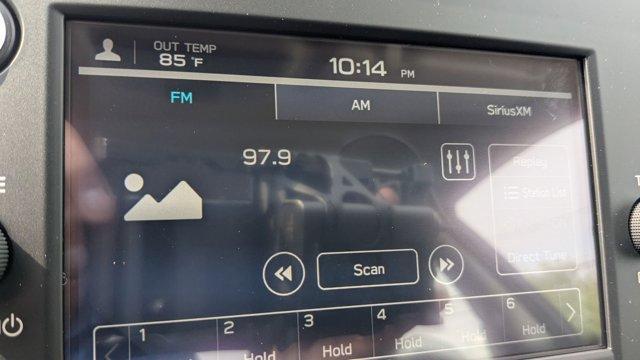 OUT TEMP
85 °F
10:14 PM
FM AM SiriusXM
97.9
Replay
Station List
Direct Tune
Scan
1 2 3 4 5 6
Hold Hold Hold Hold Hold